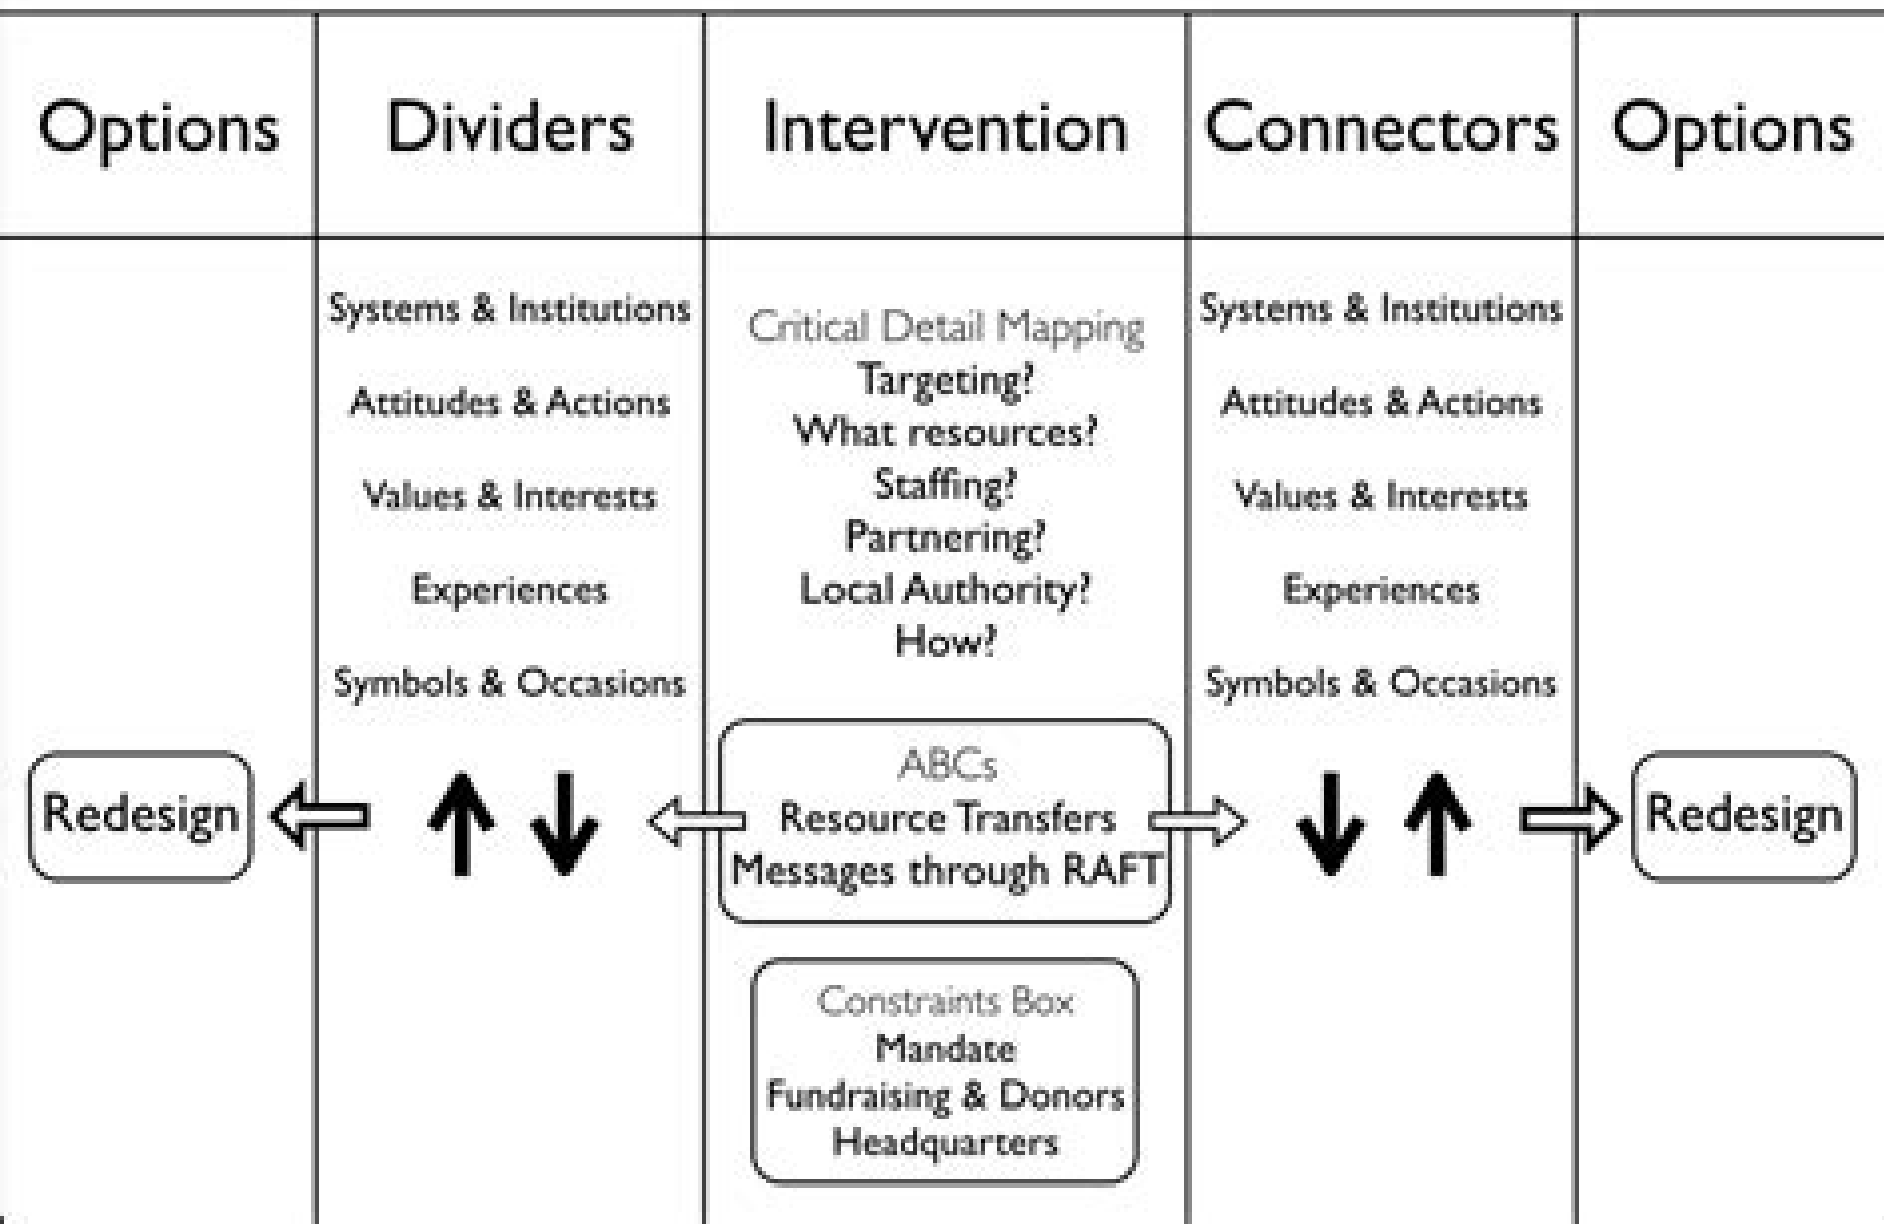 Options
Dividers
Intervention
Connectors
Options
Systems & Institutions
Attitudes & Actions
Values & Interests
Experiences
Symbols & Occasions
Critical Detail Mapping
Targeting?
What resources?
Staffing?
Partnering?
Local Authority?
How?
Systems & Institutions
Attitudes & Actions
Values & Interests
Experiences
Symbols & Occasions
Redesign
ABCs
Resource Transfers
Messages through RAFT
Redesign
Constraints Box
Mandate
Fundraising & Donors
Headquarters